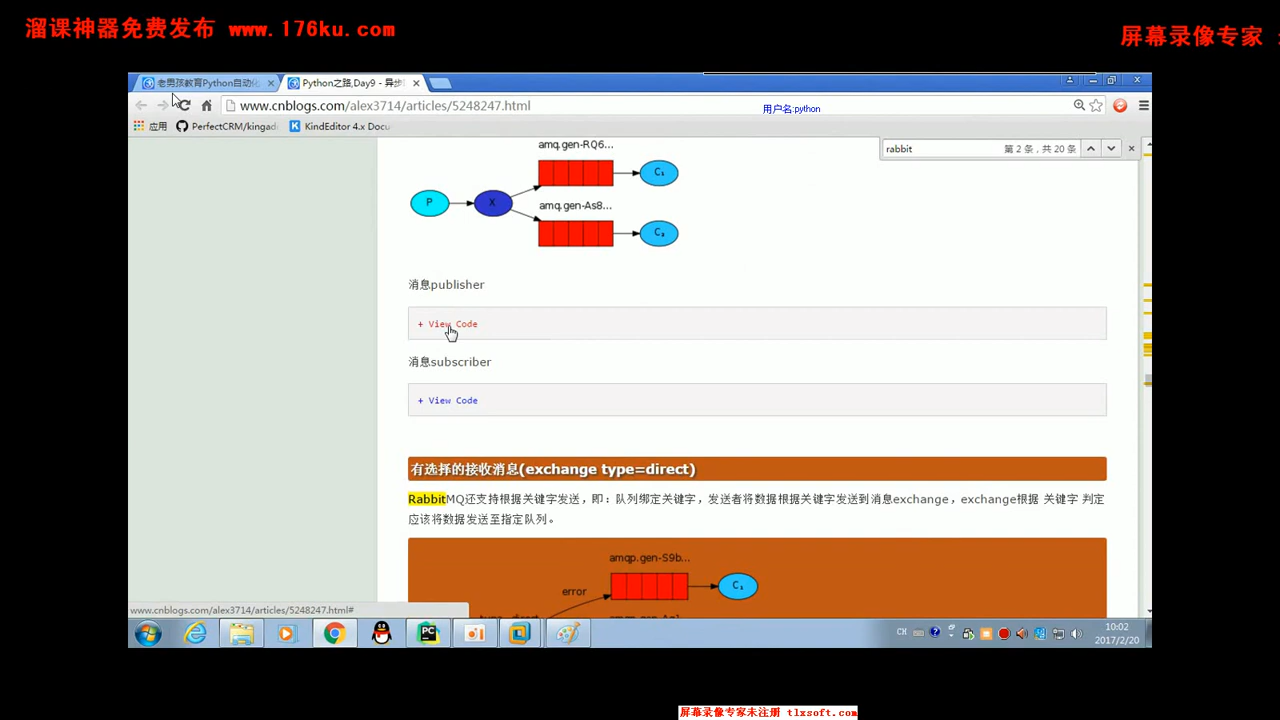 溜课神器免费发布 www.176ku.com
屏幕录像专家
老男孩教育Python自动化
Python之路,Day9 - 异步
www.cnblogs.com/alex3714/articles/5248247.html
用户名:python
应用
PerfectCRM/kingad
KindEditor 4.x Docu
rabbit
第 2 条 , 共 20 条
amq.gen-RQ6...
C₁
P
X
amq.gen-As8...
C₂
消息publisher
+ View Code
消息subscriber
+ View Code
有选择的接收消息(exchange type=direct)
RabbitMQ还支持根据关键字发送，即：队列绑定关键字，发送者将数据根据关键字发送到消息exchange，exchange根据 关键字 判定
应该将数据发送至指定队列。
amqp.gen-S9b...
C₁
error
www.cnblogs.com/alex3714/articles/5248247.html#
CH
10:02
2017/2/20
屏幕录像专家未注册 tlxsoft.com